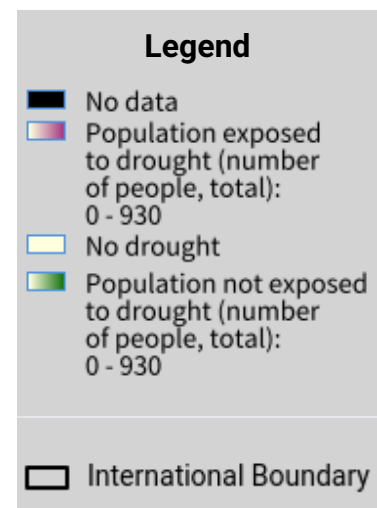 Legend
No data
Population exposed
to drought (number
of people, total):
0 - 930
No drought
Population not exposed
to drought (number
of people, total):
0 - 930
International Boundary